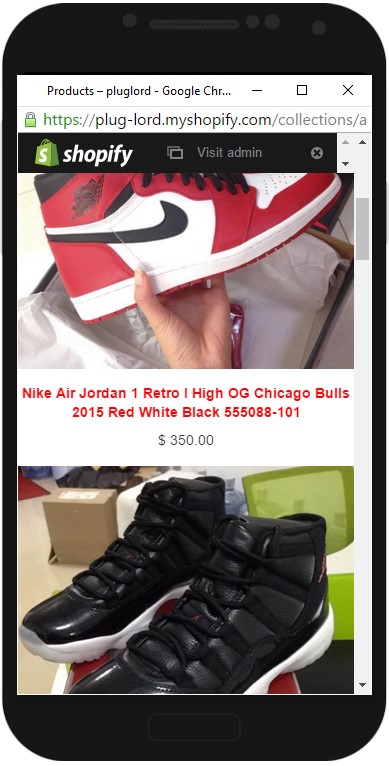 Products – pluglord - Google Chr...
https://plug-lord.myshopify.com/collections/a
shopify
Visit admin
Nike Air Jordan 1 Retro I High OG Chicago Bulls
2015 Red White Black 555088-101
$ 350.00